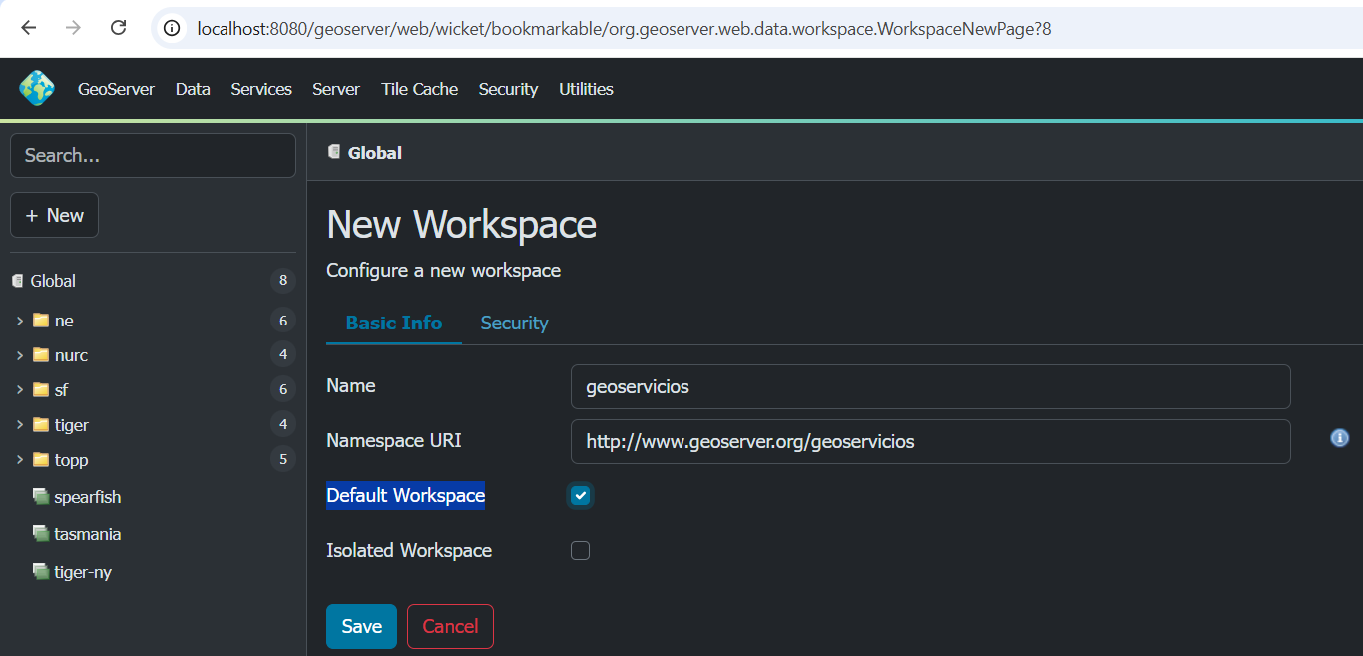 localhost:8080/geoserver/web/wicket/bookmarkable/org.geoserver.web.data.workspace.WorkspaceNewPage?8
GeoServer Data Services Server Tile Cache Security Utilities
Search...
+ New
Global 8
ne 6
nurc 4
sf 6
tiger 4
topp 5
spearfish
tasmania
tiger-ny
Global
New Workspace
Configure a new workspace
Basic Info Security
Name geoservicios
Namespace URI http://www.geoserver.org/geoservicios
Default Workspace
Isolated Workspace
Save Cancel